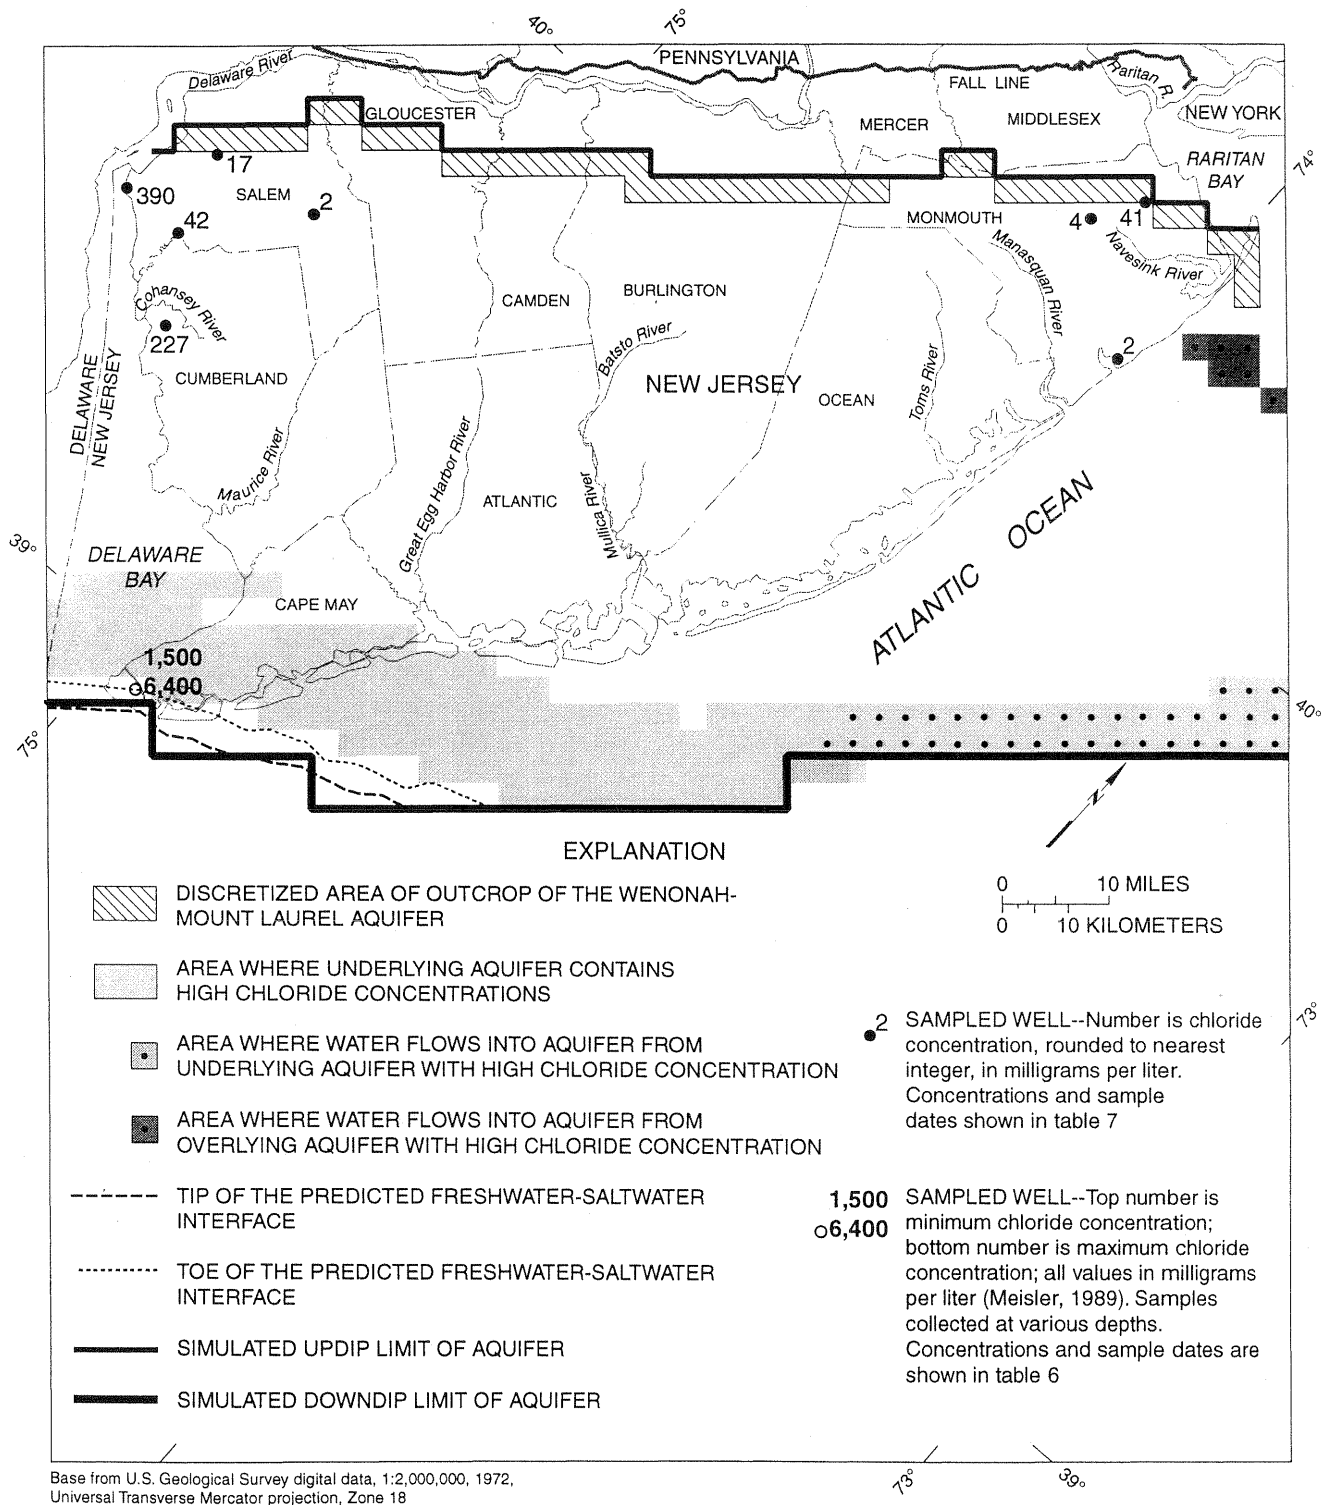 40°
75°
PENNSYLVANIA
Delaware River
FALL LINE
Raritan R.
GLOUCESTER
NEW YORK
MERCER
MIDDLESEX
RARITAN
BAY
74°
17
390
SALEM
2
42
MONMOUTH
4
41
Manasquan River
Navesink River
Cohansey River
227
CAMDEN
BURLINGTON
Batsto River
2
CUMBERLAND
NEW JERSEY
OCEAN
Toms River
DELAWARE
NEW JERSEY
Maurice River
Great Egg Harbor River
ATLANTIC
Mullica River
ATLANTIC OCEAN
39°
DELAWARE
BAY
CAPE MAY
1,500
6,400
75°
40°
N
EXPLANATION
DISCRETIZED AREA OF OUTCROP OF THE WENONAH-
MOUNT LAUREL AQUIFER
0 10 MILES
0 10 KILOMETERS
AREA WHERE UNDERLYING AQUIFER CONTAINS
HIGH CHLORIDE CONCENTRATIONS
AREA WHERE WATER FLOWS INTO AQUIFER FROM
UNDERLYING AQUIFER WITH HIGH CHLORIDE CONCENTRATION
AREA WHERE WATER FLOWS INTO AQUIFER FROM
OVERLYING AQUIFER WITH HIGH CHLORIDE CONCENTRATION
TIP OF THE PREDICTED FRESHWATER-SALTWATER
INTERFACE
TOE OF THE PREDICTED FRESHWATER-SALTWATER
INTERFACE
SIMULATED UPDIP LIMIT OF AQUIFER
SIMULATED DOWNDIP LIMIT OF AQUIFER
73°
2
SAMPLED WELL--Number is chloride
concentration, rounded to nearest
integer, in milligrams per liter.
Concentrations and sample
dates shown in table 7
1,500
6,400
SAMPLED WELL--Top number is
minimum chloride concentration;
bottom number is maximum chloride
concentration; all values in milligrams
per liter (Meisler, 1989). Samples
collected at various depths.
Concentrations and sample dates are
shown in table 6
73°
39°
Base from U.S. Geological Survey digital data, 1:2,000,000, 1972,
Universal Transverse Mercator projection, Zone 18